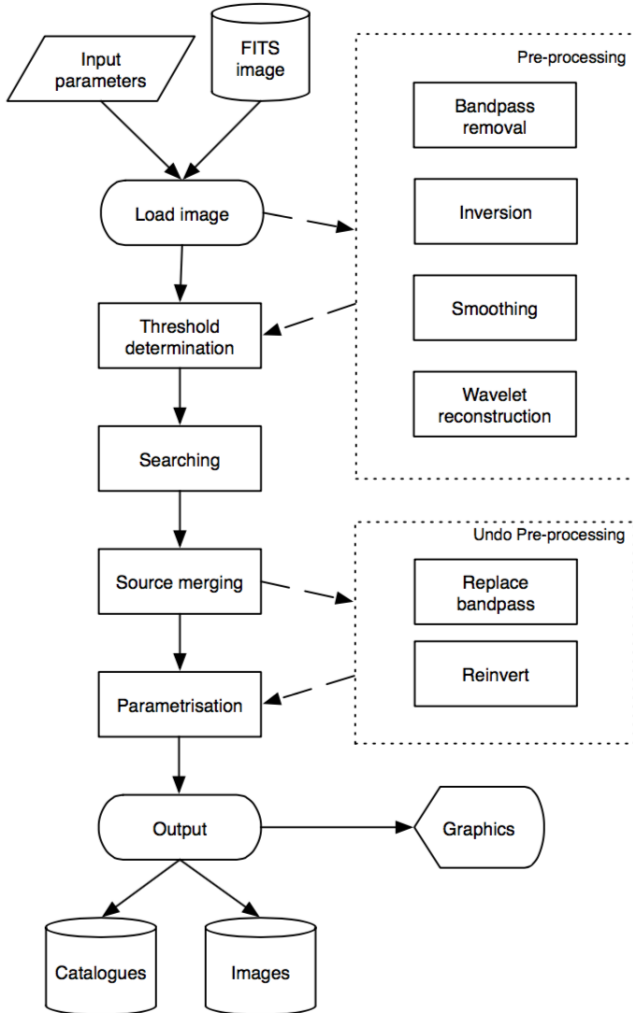 Input
parameters
FITS
image
Pre-processing
Bandpass
removal
Load image
Inversion
Threshold
determination
Smoothing
Wavelet
reconstruction
Searching
Undo Pre-processing
Source merging
Replace
bandpass
Parametrisation
Reinvert
Output
Graphics
Catalogues
Images